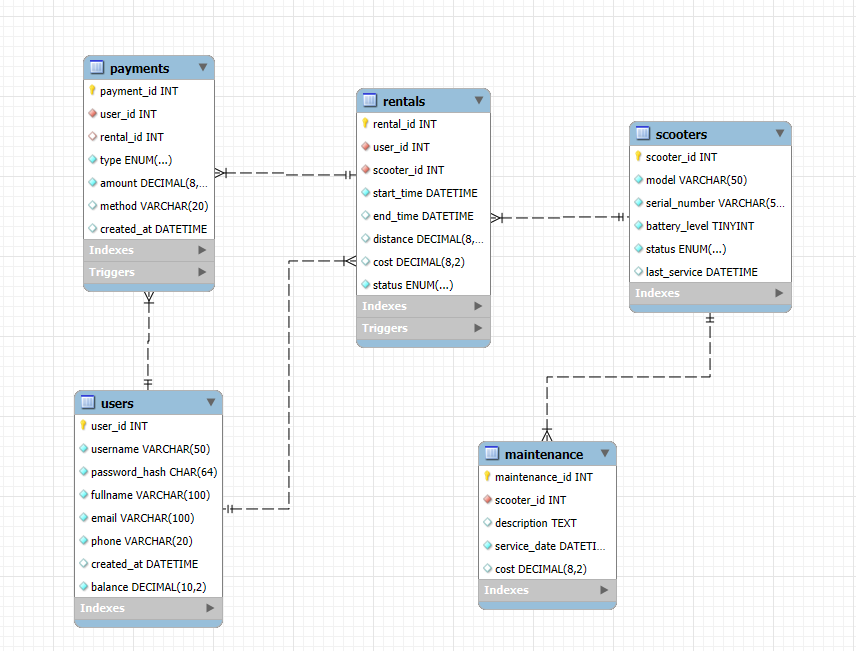 payments
payment_id INT
user_id INT
rental_id INT
type ENUM(...)
amount DECIMAL(8,...
method VARCHAR(20)
created_at DATETIME
Indexes
Triggers
rentals
rental_id INT
user_id INT
scooter_id INT
start_time DATETIME
end_time DATETIME
distance DECIMAL(8,...
cost DECIMAL(8,2)
status ENUM(...)
Indexes
Triggers
scooters
scooter_id INT
model VARCHAR(50)
serial_number VARCHAR(5...
battery_level TINYINT
status ENUM(...)
last_service DATETIME
Indexes
users
user_id INT
username VARCHAR(50)
password_hash CHAR(64)
fullname VARCHAR(100)
email VARCHAR(100)
phone VARCHAR(20)
created_at DATETIME
balance DECIMAL(10,2)
Indexes
maintenance
maintenance_id INT
scooter_id INT
description TEXT
service_date DATETI...
cost DECIMAL(8,2)
Indexes